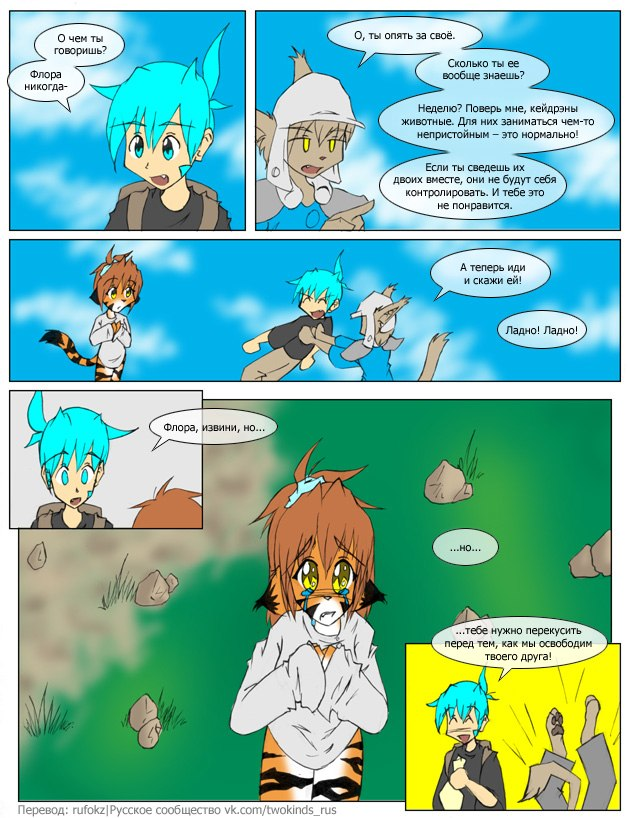 О чем ты
говоришь?
Флора
никогда-
О, ты опять за своё.
Сколько ты ее
вообще знаешь?
Неделю? Поверь мне, кейдрэны
животные. Для них заниматься чем-то
непристойным – это нормально!
Если ты сведешь их
двоих вместе, они не будут себя
контролировать. И тебе это
не понравится.
А теперь иди
и скажи ей!
Ладно! Ладно!
Флора, извини, но...
...но...
...тебе нужно перекусить
перед тем, как мы освободим
твоего друга!
Перевод: rufokz|Русское сообщество vk.com/twokinds_rus